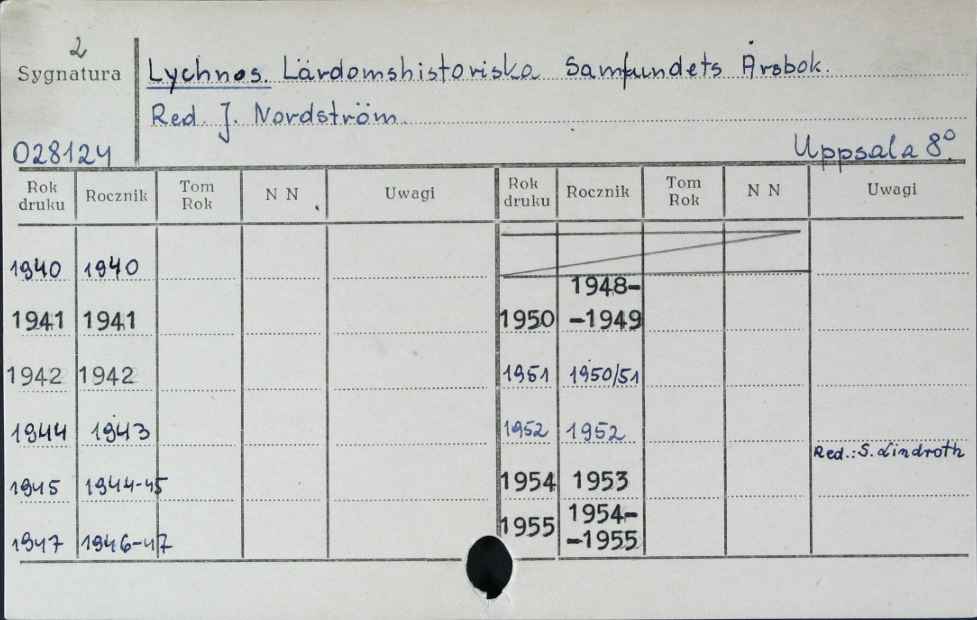 2
Sygnatura
Lychnos. Lärdomshistoriska Samfundets Årsbok.
Red. J. Nordström.
028124
Uppsala 8°
Rok druku Rocznik Tom Rok N N Uwagi Rok druku Rocznik Tom Rok N N Uwagi
1940 1940
1941 1941 1950 1948-
-1949
1942 1942 1951 1950/51
1944 1943 1952 1952
Red.: S. Lindroth
1945 1944-45 1954 1953
1947 1946-47 1955 1954-
-1955